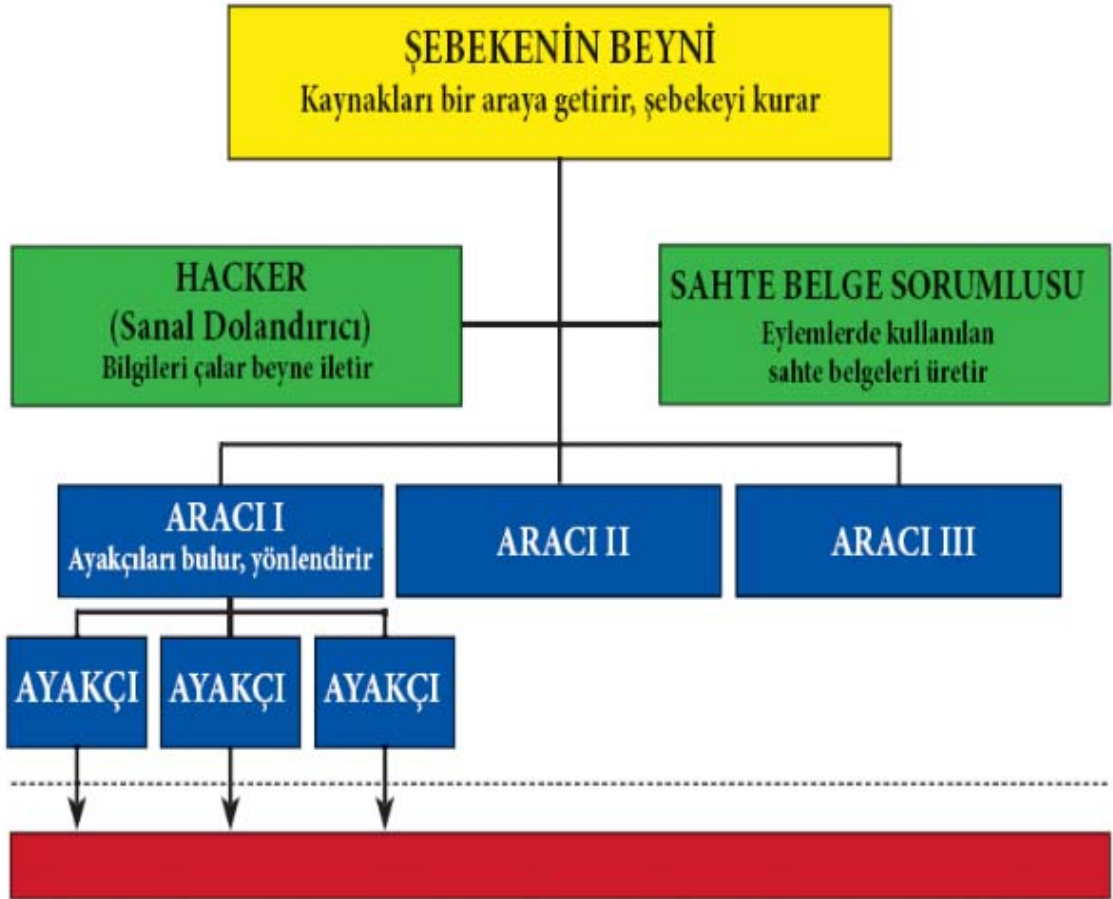 ŞEBEKENİN BEYNİ
Kaynakları bir araya getirir, şebekeyi kurar
HACKER
(Sanal Dolandırıcı)
Bilgileri çalar beyne iletir
SAHTE BELGE SORUMLUSU
Eylemlerde kullanılan
sahte belgeleri üretir
ARACI I
Ayakçıları bulur, yönlendirir
ARACI II
ARACI III
AYAKÇI
AYAKÇI
AYAKÇI